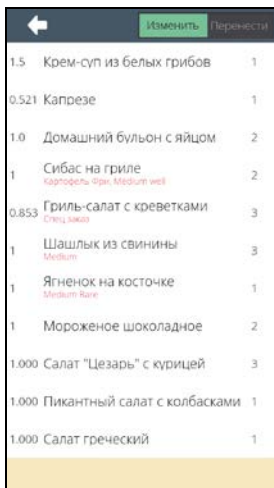 Изменить Перенести
1.5 Крем-суп из белых грибов 1
0.521 Капрезе 1
1.0 Домашний бульон с яйцом 2
1 Сибас на гриле 2
Картофель Фри, Medium well
0.853 Гриль-салат с креветками 3
Спец заказ
1 Шашлык из свинины 3
Medium
1 Ягненок на косточке 1
Medium Rare
1 Мороженое шоколадное 2
1.000 Салат "Цезарь" с курицей 3
1.000 Пикантный салат с колбасками 1
1.000 Салат греческий 1